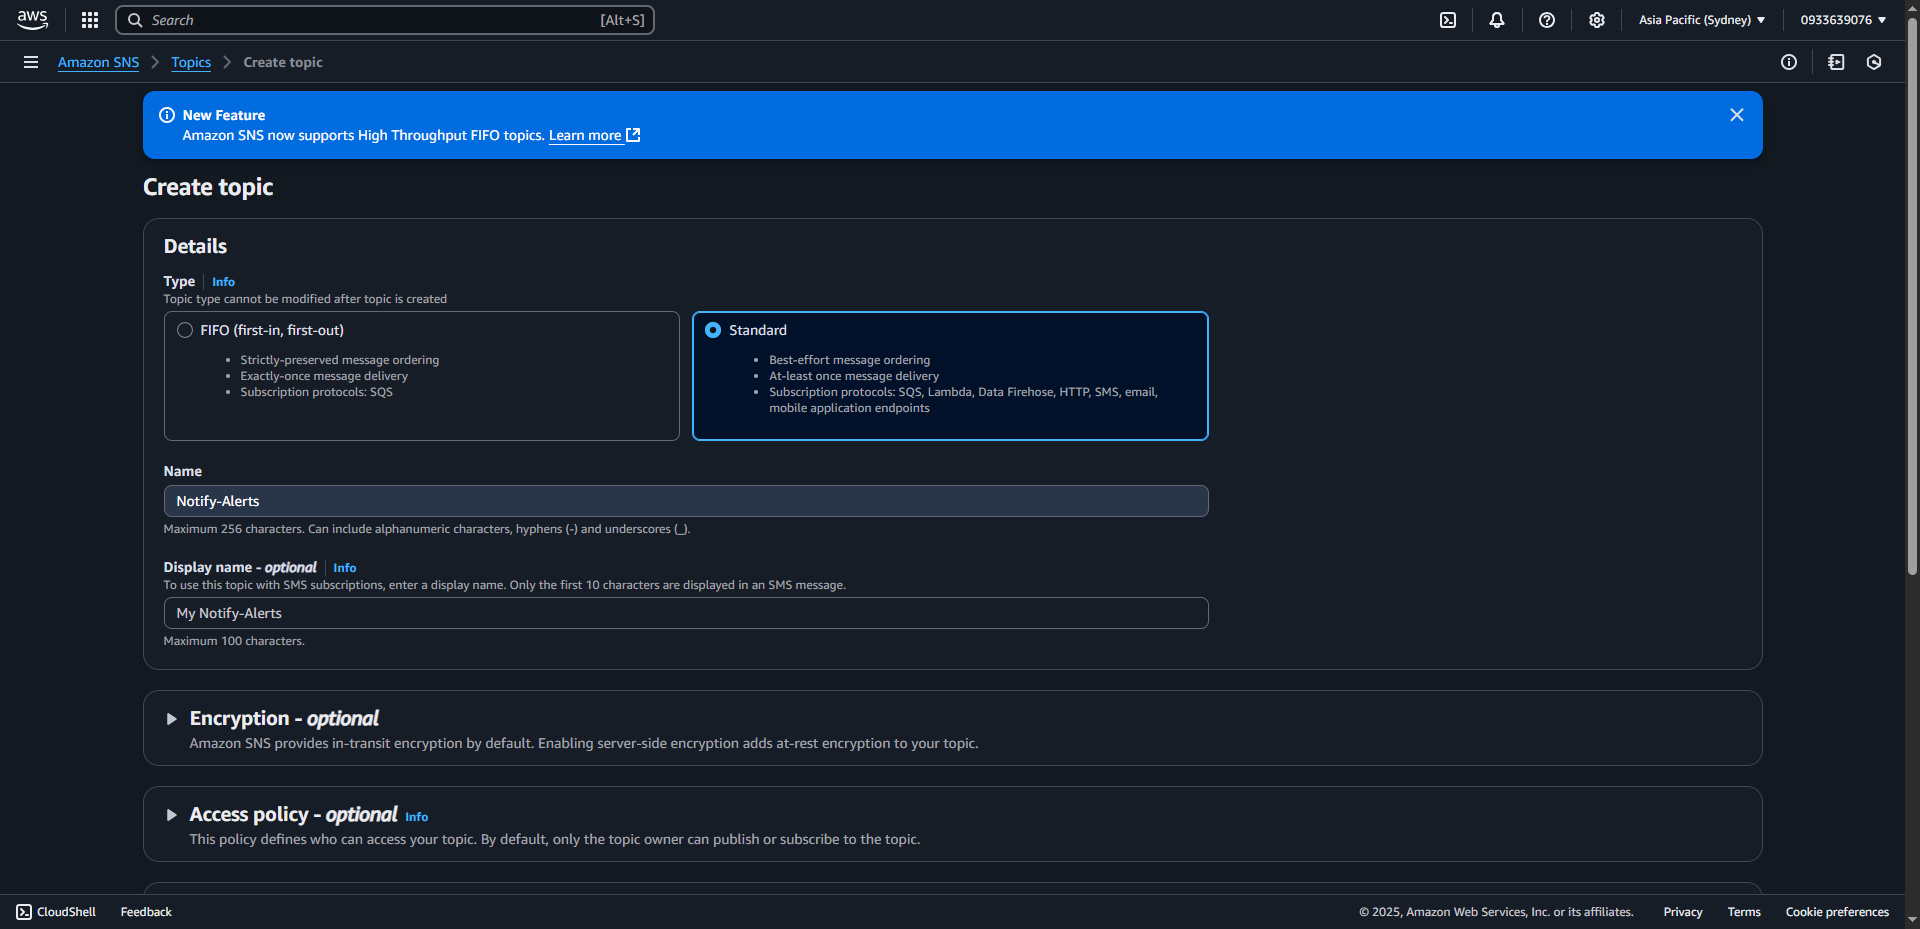 aws
Search [Alt+S]
Asia Pacific (Sydney)
0933639076
Amazon SNS
Topics
Create topic
New Feature
Amazon SNS now supports High Throughput FIFO topics. Learn more
Create topic
Details
Type
Info
Topic type cannot be modified after topic is created
FIFO (first-in, first-out)
Strictly-preserved message ordering
Exactly-once message delivery
Subscription protocols: SQS
Standard
Best-effort message ordering
At-least once message delivery
Subscription protocols: SQS, Lambda, Data Firehose, HTTP, SMS, email,
mobile application endpoints
Name
Notify-Alerts
Maximum 256 characters. Can include alphanumeric characters, hyphens (-) and underscores (_).
Display name - optional
Info
To use this topic with SMS subscriptions, enter a display name. Only the first 10 characters are displayed in an SMS message.
My Notify-Alerts
Maximum 100 characters.
Encryption - optional
Amazon SNS provides in-transit encryption by default. Enabling server-side encryption adds at-rest encryption to your topic.
Access policy - optional Info
This policy defines who can access your topic. By default, only the topic owner can publish or subscribe to the topic.
CloudShell
Feedback
© 2025, Amazon Web Services, Inc. or its affiliates.
Privacy
Terms
Cookie preferences